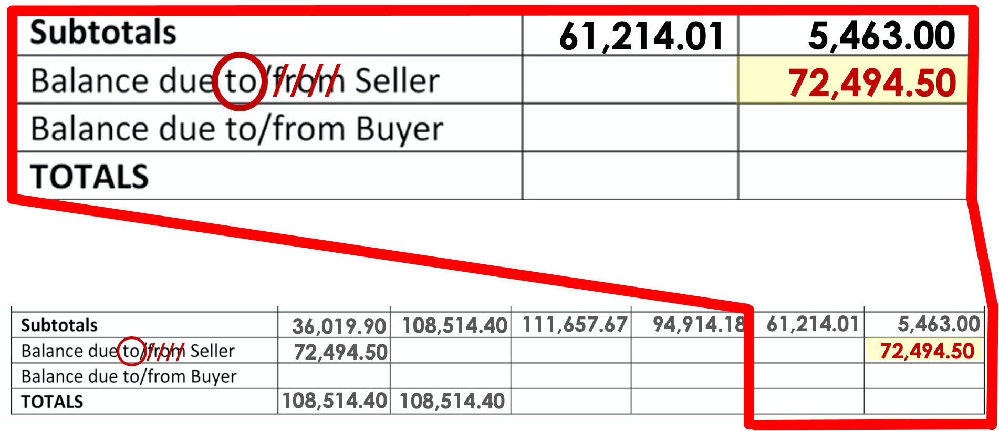 Subtotals 61,214.01 5,463.00
Balance due to/from Seller 72,494.50
Balance due to/from Buyer
TOTALS
Subtotals 36,019.90 108,514.40 111,657.67 94,914.18 61,214.01 5,463.00
Balance due to/from Seller 72,494.50 72,494.50
Balance due to/from Buyer
TOTALS 108,514.40 108,514.40